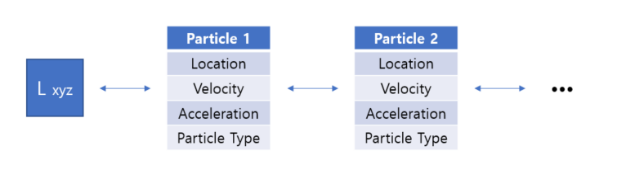 L xyz
Particle 1
Location
Velocity
Acceleration
Particle Type
Particle 2
Location
Velocity
Acceleration
Particle Type
•••